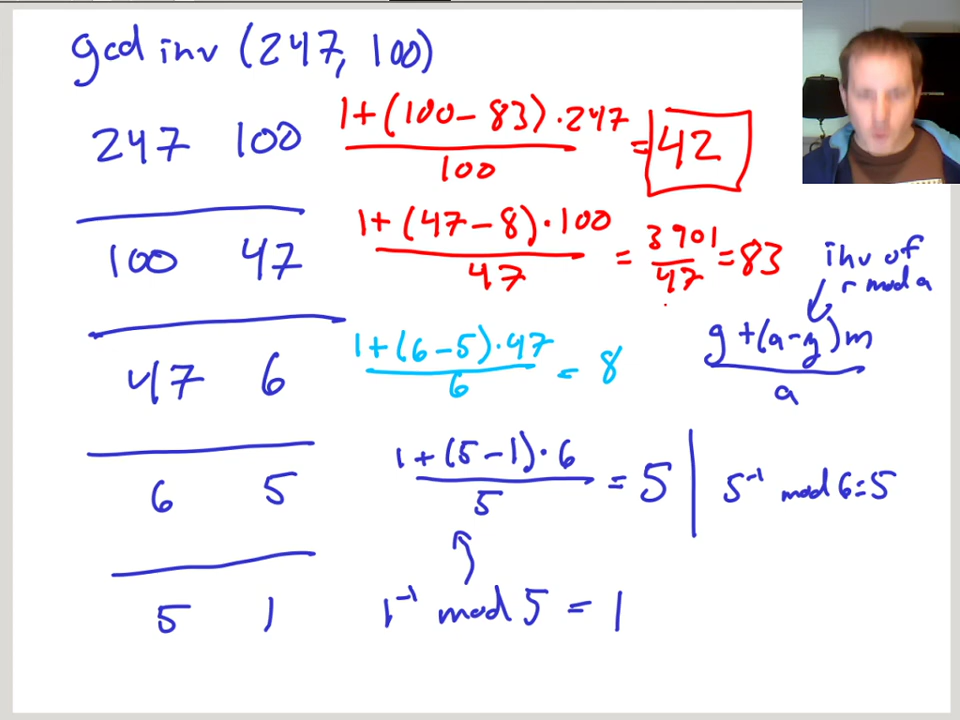 gcd inv (247, 100)
247 100 1+(100-83)·247 / 100 = 42
100 47 1+(47-8)·100 / 47 = 3901 / 47 = 83
inv of
r mod a
47 6 1+(6-5)·47 / 6 = 8
g+(a-y)m / a
6 5 1+(5-1)·6 / 5 = 5 | 5⁻¹ mod 6=5
5 1 1⁻¹ mod 5 = 1